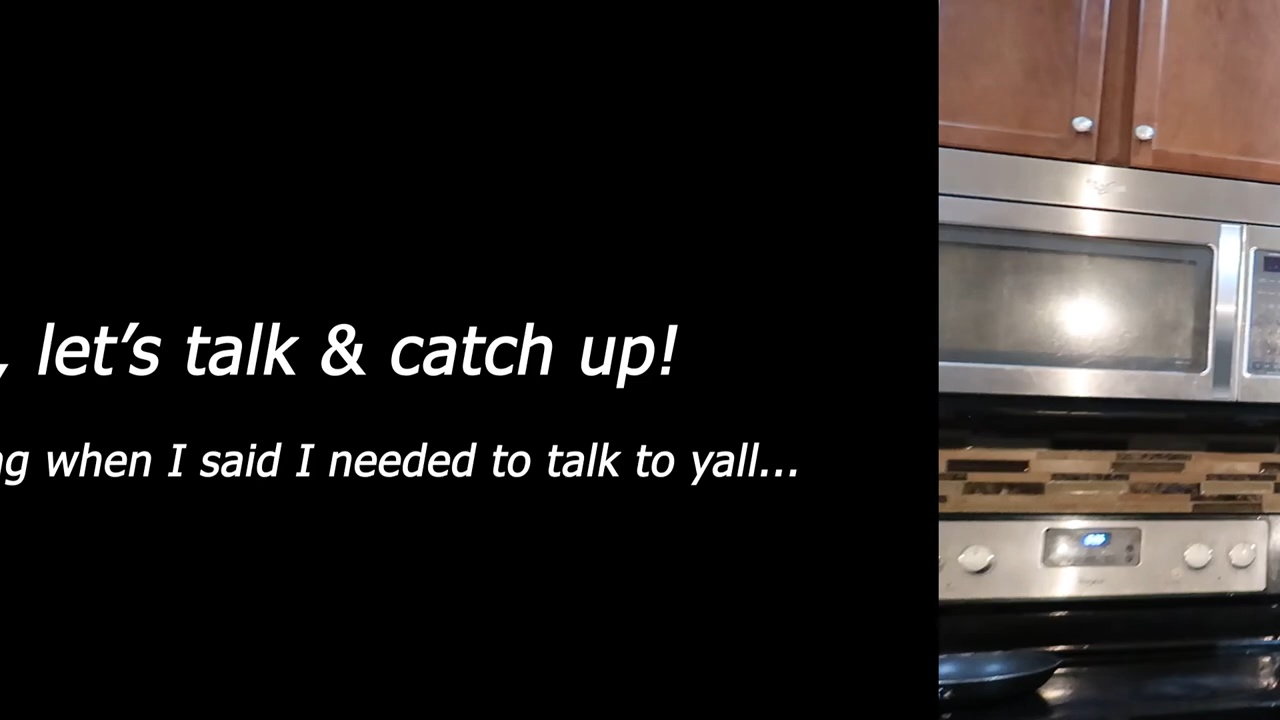 , let’s talk & catch up!
ng when I said I needed to talk to yall...